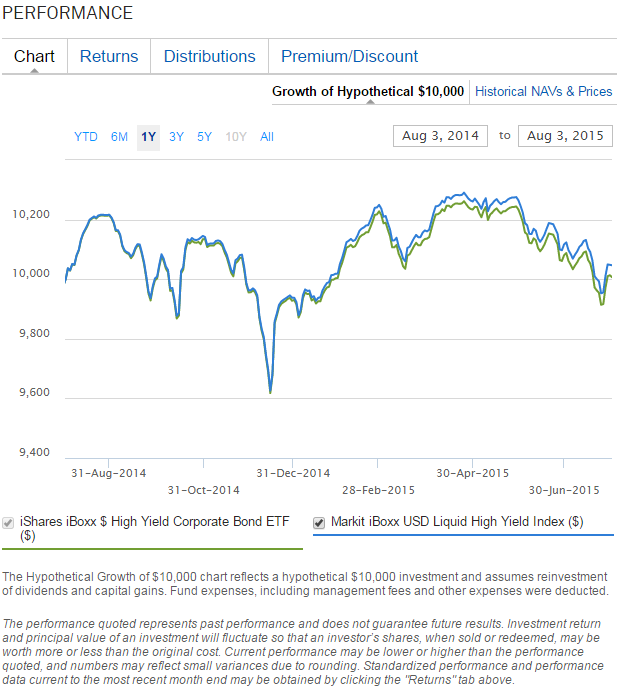 PERFORMANCE
Chart Returns Distributions Premium/Discount
Growth of Hypothetical $10,000 Historical NAVs & Prices
YTD 6M 1Y 3Y 5Y 10Y All Aug 3, 2014 to Aug 3, 2015
10,200
10,000
9,800
9,600
9,400
31-Aug-2014 31-Dec-2014 30-Apr-2015
31-Oct-2014 28-Feb-2015 30-Jun-2015
iShares iBoxx $ High Yield Corporate Bond ETF Markit iBoxx USD Liquid High Yield Index ($)
($)
The Hypothetical Growth of $10,000 chart reflects a hypothetical $10,000 investment and assumes reinvestment
of dividends and capital gains. Fund expenses, including management fees and other expenses were deducted.
The performance quoted represents past performance and does not guarantee future results. Investment return
and principal value of an investment will fluctuate so that an investor's shares, when sold or redeemed, may be
worth more or less than the original cost. Current performance may be lower or higher than the performance
quoted, and numbers may reflect small variances due to rounding. Standardized performance and performance
data current to the most recent month end may be obtained by clicking the "Returns" tab above.